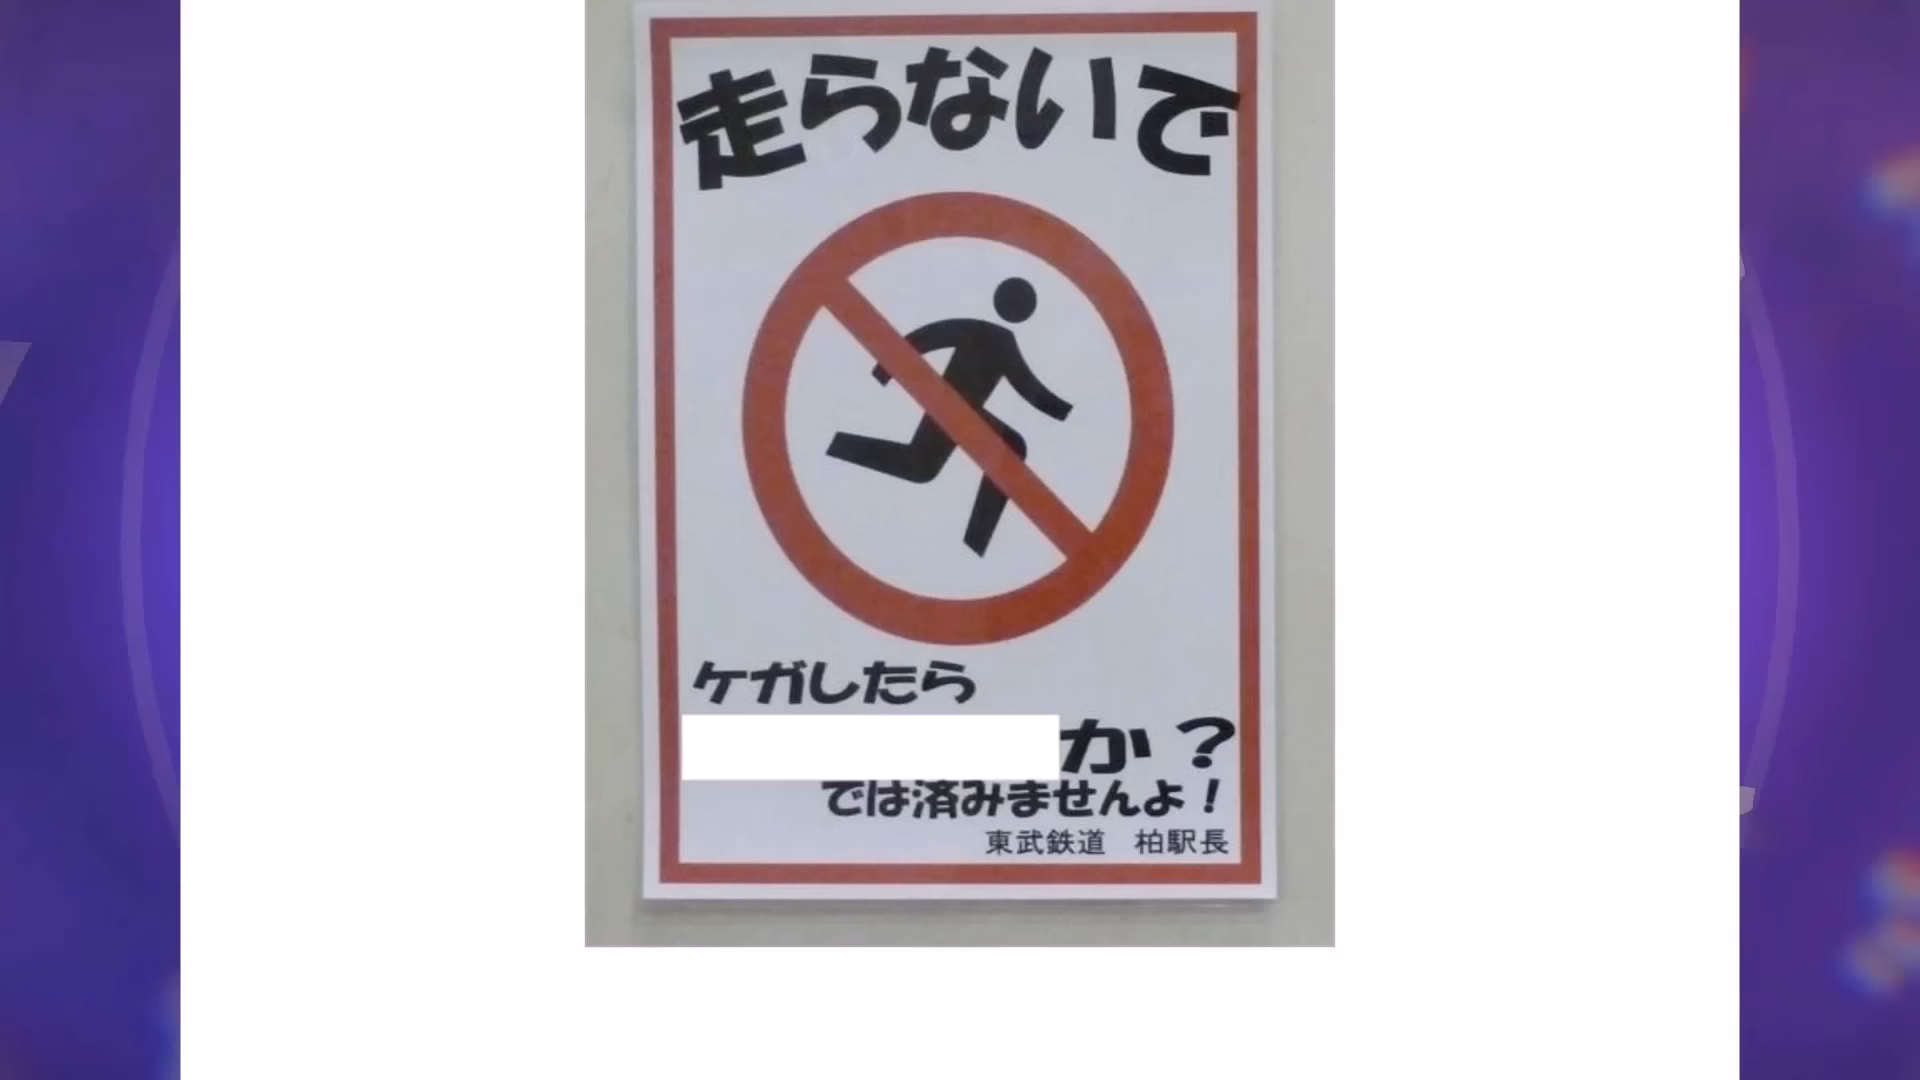 走らないで
ケガしたら
か？
では済みませんよ！
東武鉄道　柏駅長